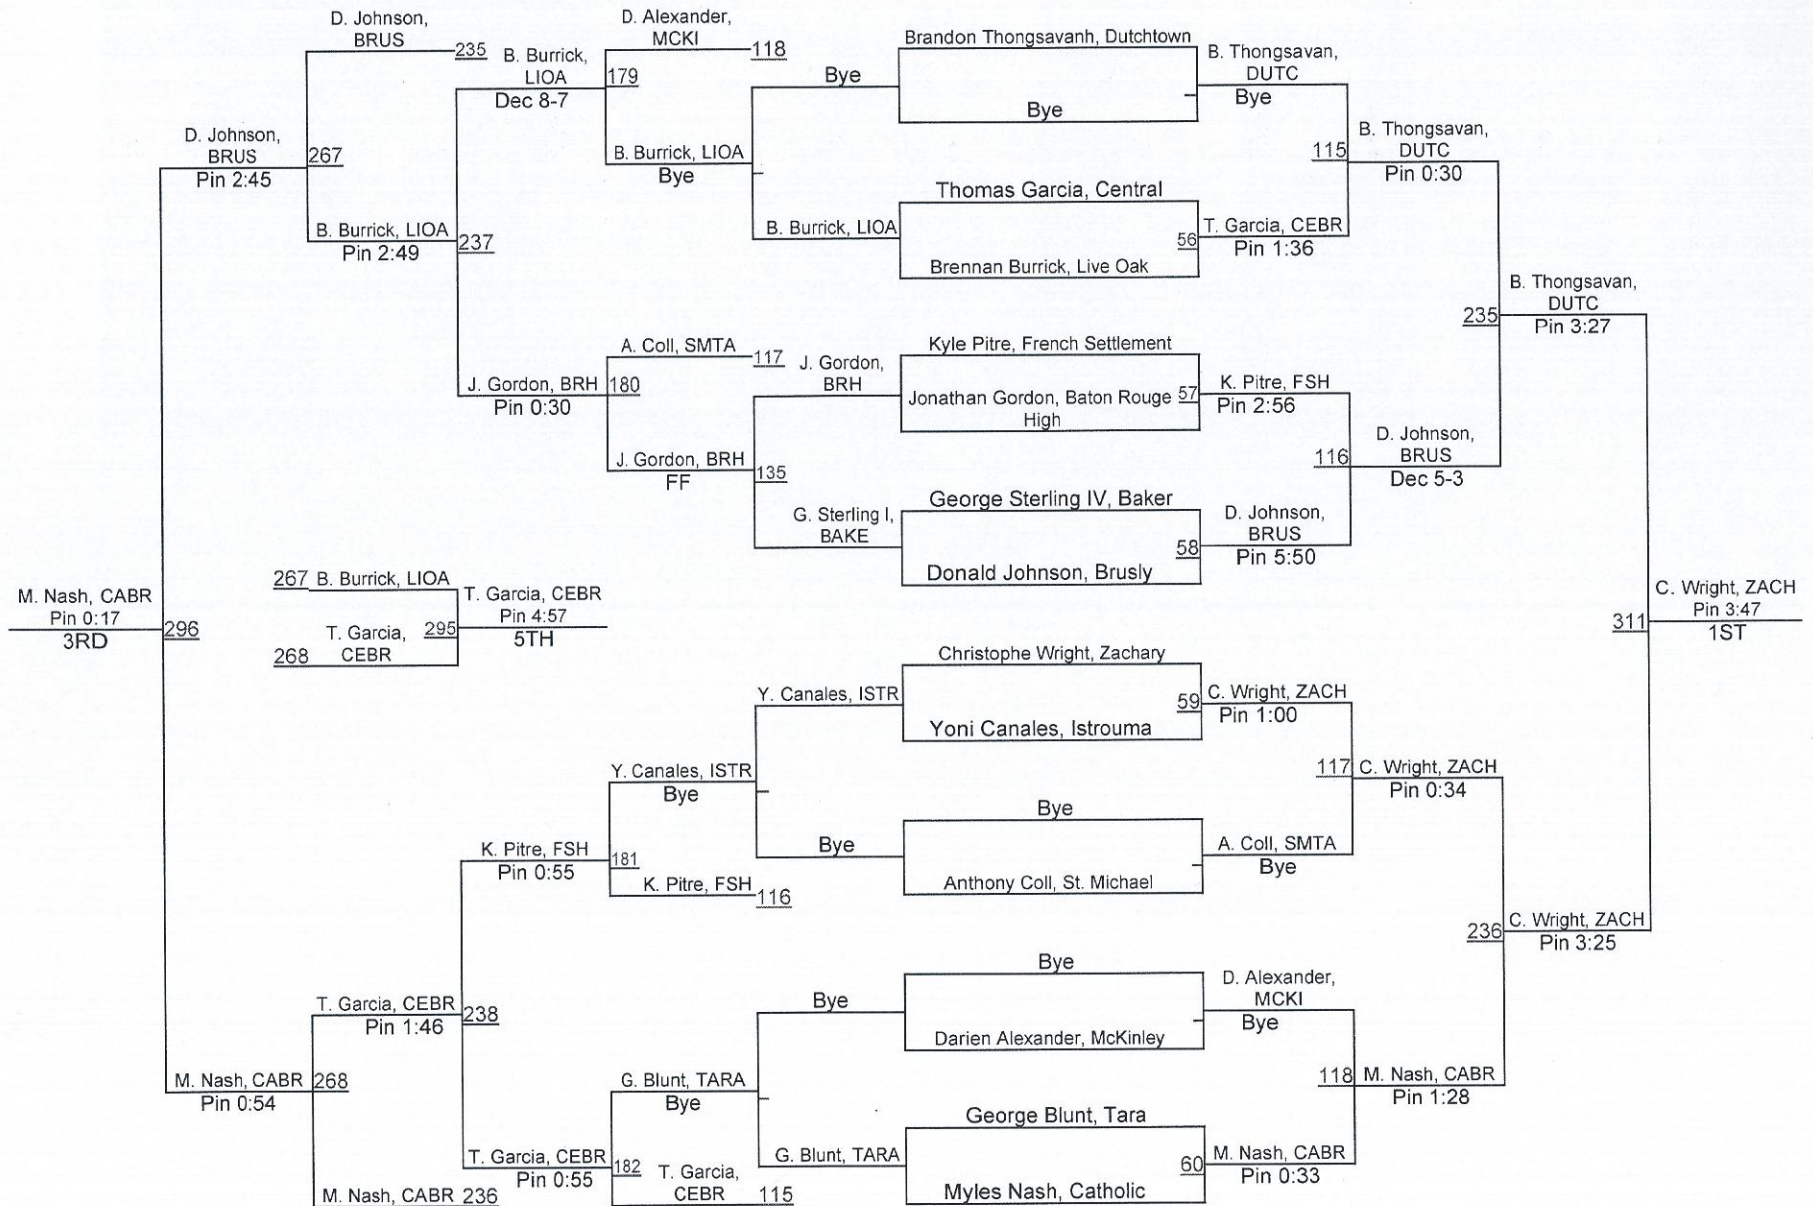 D. Johnson,
BRUS
235
B. Burrick,
LIOA
Dec 8-7
D. Alexander,
MCKI
118
179
Bye
Brandon Thongsavanh, Dutchtown
Bye
B. Thongsavan,
DUTC
Bye
D. Johnson,
BRUS
Pin 2:45
267
B. Burrick, LIOA
Bye
115
B. Thongsavan,
DUTC
Pin 0:30
B. Burrick, LIOA
Pin 2:49
237
B. Burrick, LIOA
Thomas Garcia, Central
56
Brennan Burrick, Live Oak
T. Garcia, CEBR
Pin 1:36
235
B. Thongsavan,
DUTC
Pin 3:27
A. Coll, SMTA
117
J. Gordon, BRH
Pin 0:30
180
J. Gordon,
BRH
Kyle Pitre, French Settlement
Jonathan Gordon, Baton Rouge
High
57
K. Pitre, FSH
Pin 2:56
J. Gordon, BRH
FF
135
116
D. Johnson,
BRUS
Dec 5-3
G. Sterling I,
BAKE
George Sterling IV, Baker
58
Donald Johnson, Brusly
D. Johnson,
BRUS
Pin 5:50
M. Nash, CABR
Pin 0:17
3RD
296
267 B. Burrick, LIOA
T. Garcia,
CEBR
268
295
T. Garcia, CEBR
Pin 4:57
5TH
311
C. Wright, ZACH
Pin 3:47
1ST
Y. Canales, ISTR
Christophe Wright, Zachary
59
Yoni Canales, Istrouma
C. Wright, ZACH
Pin 1:00
Y. Canales, ISTR
Bye
117
C. Wright, ZACH
Pin 0:34
K. Pitre, FSH
Pin 0:55
181
K. Pitre, FSH
116
Bye
Bye
Anthony Coll, St. Michael
A. Coll, SMTA
Bye
236
C. Wright, ZACH
Pin 3:25
T. Garcia, CEBR
Pin 1:46
238
Bye
Bye
Darien Alexander, McKinley
D. Alexander,
MCKI
Bye
M. Nash, CABR
Pin 0:54
268
G. Blunt, TARA
Bye
118
M. Nash, CABR
Pin 1:28
T. Garcia, CEBR
Pin 0:55
182
T. Garcia,
CEBR
115
G. Blunt, TARA
George Blunt, Tara
60
Myles Nash, Catholic
M. Nash, CABR
Pin 0:33
M. Nash, CABR 236